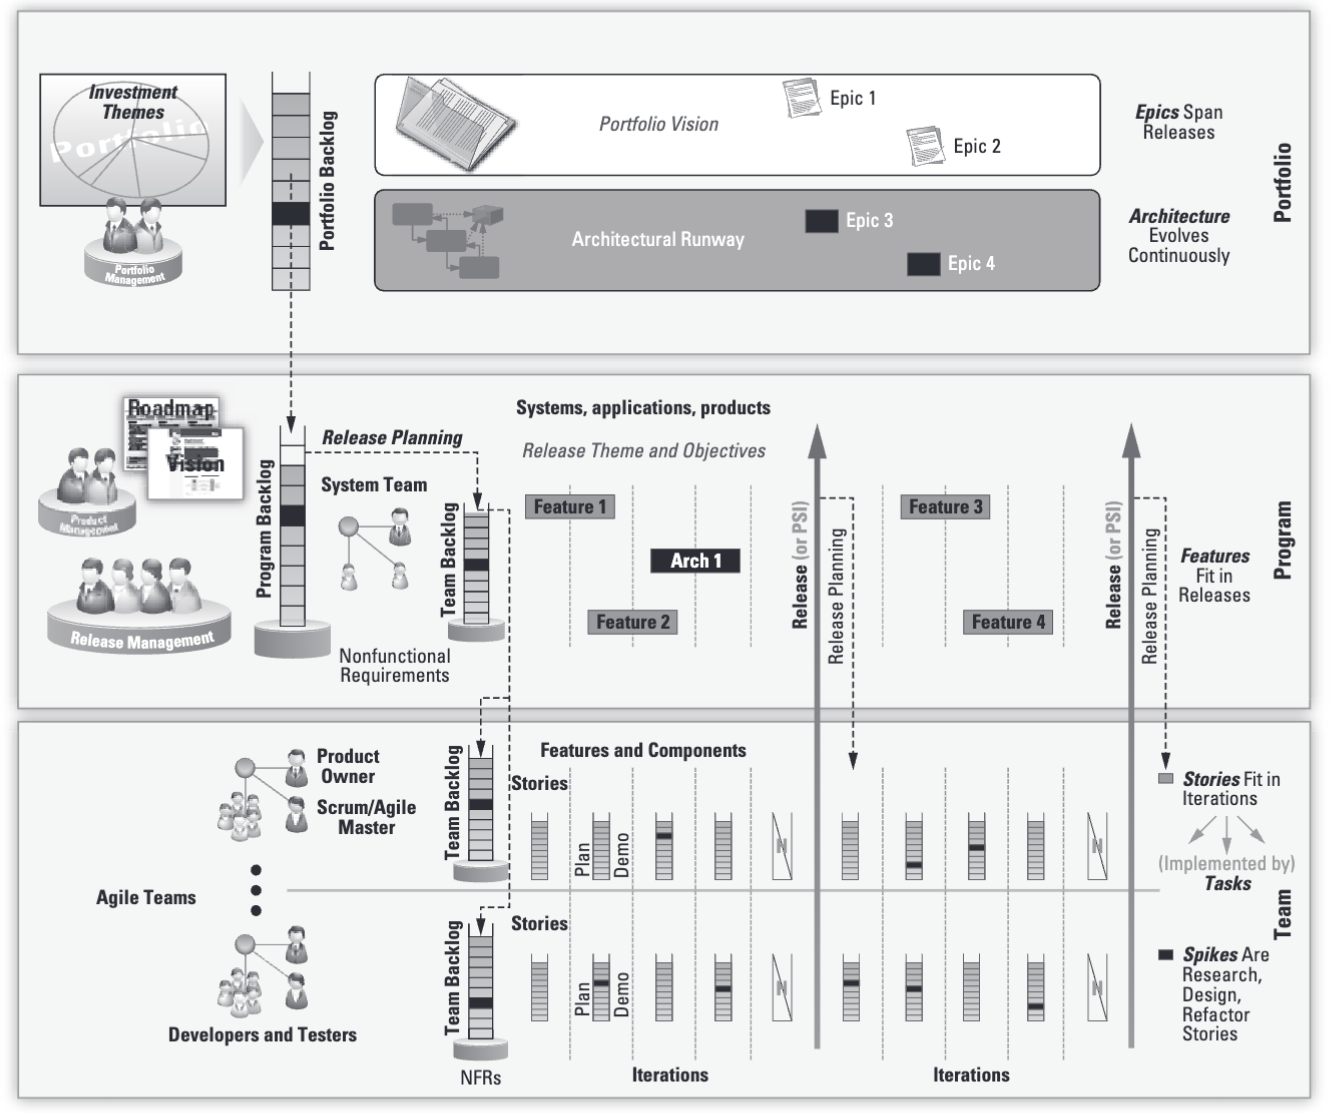 Investment
Themes
Portfolio
Portfolio
Management
Portfolio Backlog
Portfolio Vision
Epic 1
Epic 2
Architectural Runway
Epic 3
Epic 4
Epics Span
Releases
Architecture
Evolves
Continuously
Portfolio
Roadmap
Vision
Product
Management
Release Management
Program Backlog
Release Planning
System Team
Team Backlog
Nonfunctional
Requirements
Systems, applications, products
Release Theme and Objectives
Feature 1
Arch 1
Feature 2
Release (or PSI)
Release Planning
Feature 3
Feature 4
Release (or PSI)
Release Planning
Features
Fit in
Releases
Program
Product
Owner
Scrum/Agile
Master
Agile Teams
Developers and Testers
Team Backlog
Features and Components
Stories
Plan
Demo
N
N
Stories Fit in
Iterations
(Implemented by)
Tasks
Team
Team Backlog
Stories
Plan
Demo
N
N
Spikes Are
Research,
Design,
Refactor
Stories
NFRs
Iterations
Iterations